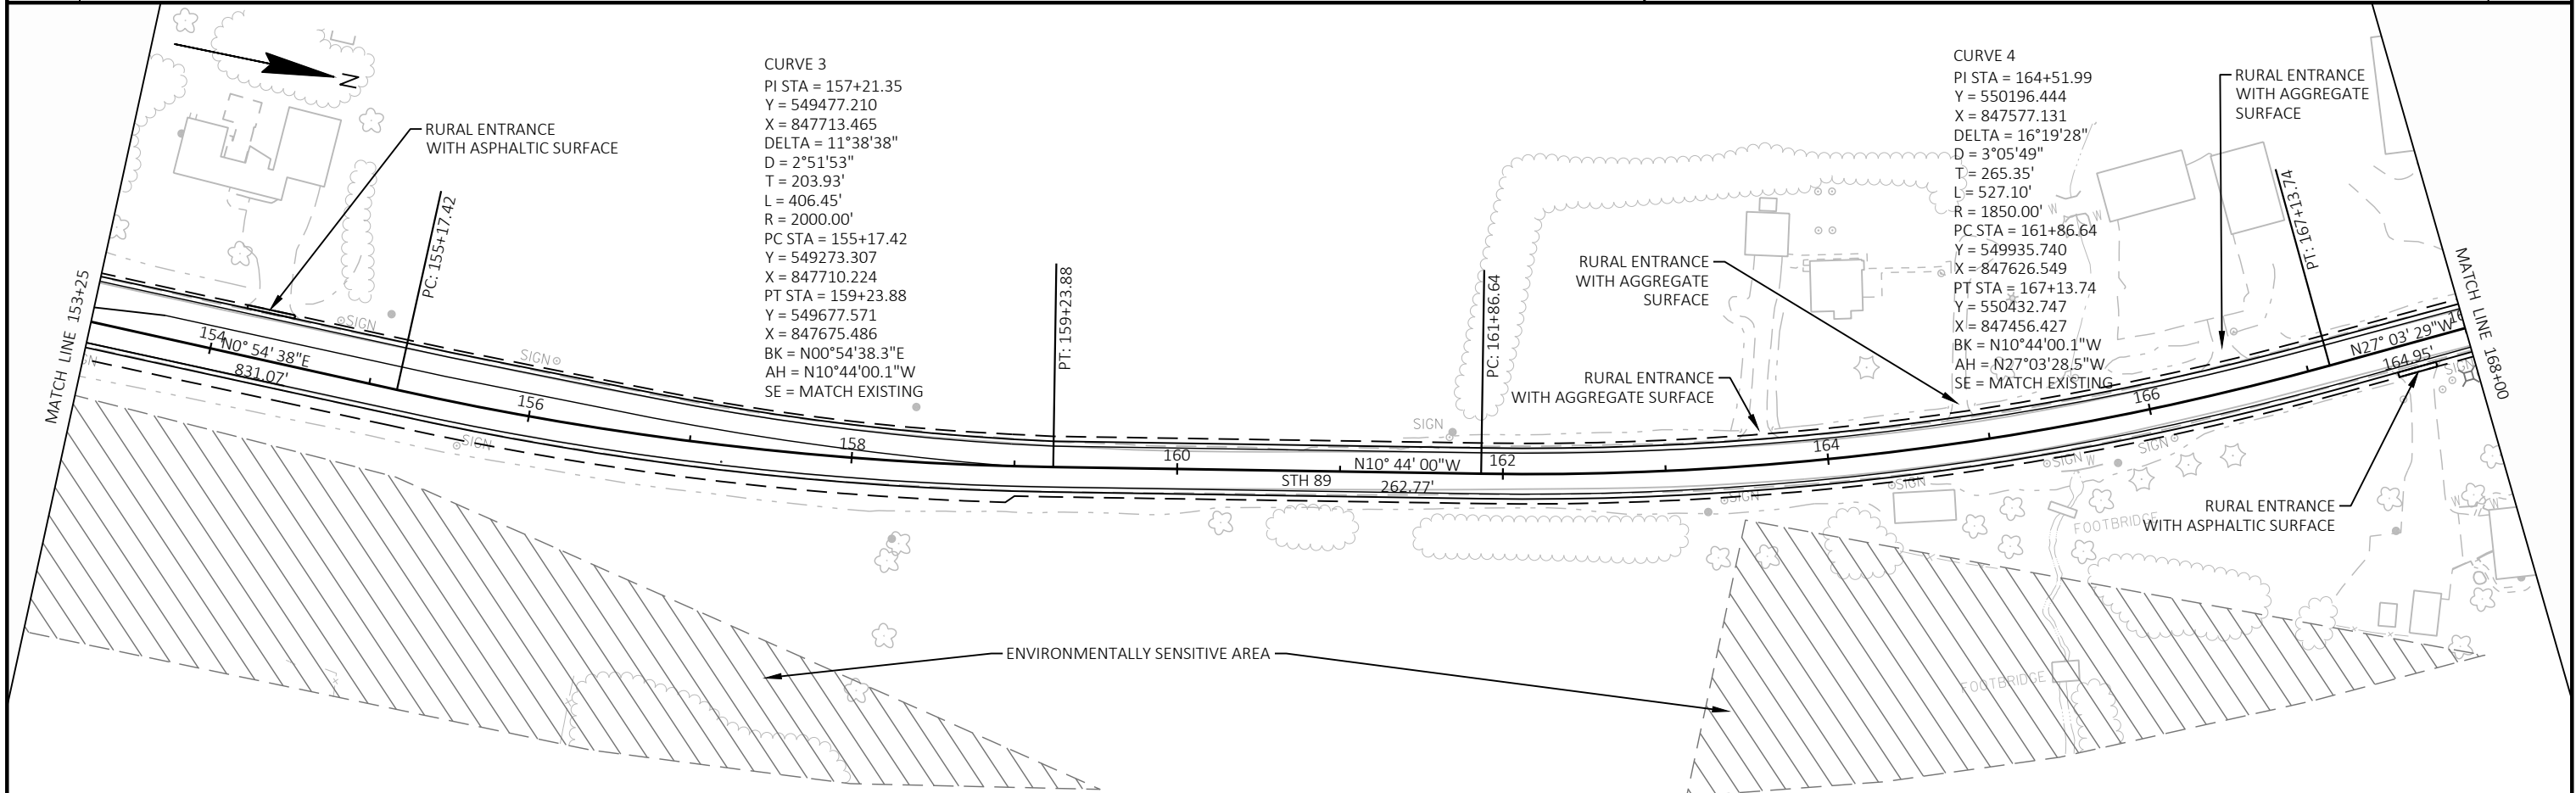 N
CURVE 3
PI STA = 157+21.35
Y = 549477.210
X = 847713.465
DELTA = 11°38'38"
D = 2°51'53"
T = 203.93'
L = 406.45'
R = 2000.00'
PC STA = 155+17.42
Y = 549273.307
X = 847710.224
PT STA = 159+23.88
Y = 549677.571
X = 847675.486
BK = N00°54'38.3"E
AH = N10°44'00.1"W
SE = MATCH EXISTING
CURVE 4
PI STA = 164+51.99
Y = 550196.444
X = 847577.131
DELTA = 16°19'28"
D = 3°05'49"
T = 265.35'
L = 527.10'
R = 1850.00'
PC STA = 161+86.64
Y = 549935.740
X = 847626.549
PT STA = 167+13.74
Y = 550432.747
X = 847456.427
BK = N10°44'00.1"W
AH = N27°03'28.5"W
SE = MATCH EXISTING
RURAL ENTRANCE
WITH ASPHALTIC SURFACE
RURAL ENTRANCE
WITH AGGREGATE
SURFACE
RURAL ENTRANCE
WITH AGGREGATE
SURFACE
RURAL ENTRANCE
WITH AGGREGATE SURFACE
RURAL ENTRANCE
WITH ASPHALTIC SURFACE
MATCH LINE 153+25
PC: 155+17.42
PT: 159+23.88
PC: 161+86.64
PT: 167+13.74
MATCH LINE 168+00
154
N0° 54' 38"E
831.07'
156
158
160
N10° 44' 00"W
162
STH 89
262.77'
164
166
N27° 03' 29"W
164.95'
SIGN
SIGN
SIGN
SIGN
SIGN
SIGN
SIGN
SIGN
W
W
W
W
W
FOOTBRIDGE
FOOTBRIDGE
ENVIRONMENTALLY SENSITIVE AREA